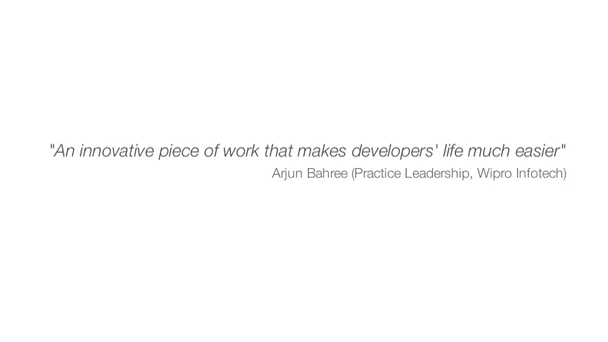 "An innovative piece of work that makes developers' life much easier"
Arjun Bahree (Practice Leadership, Wipro Infotech)